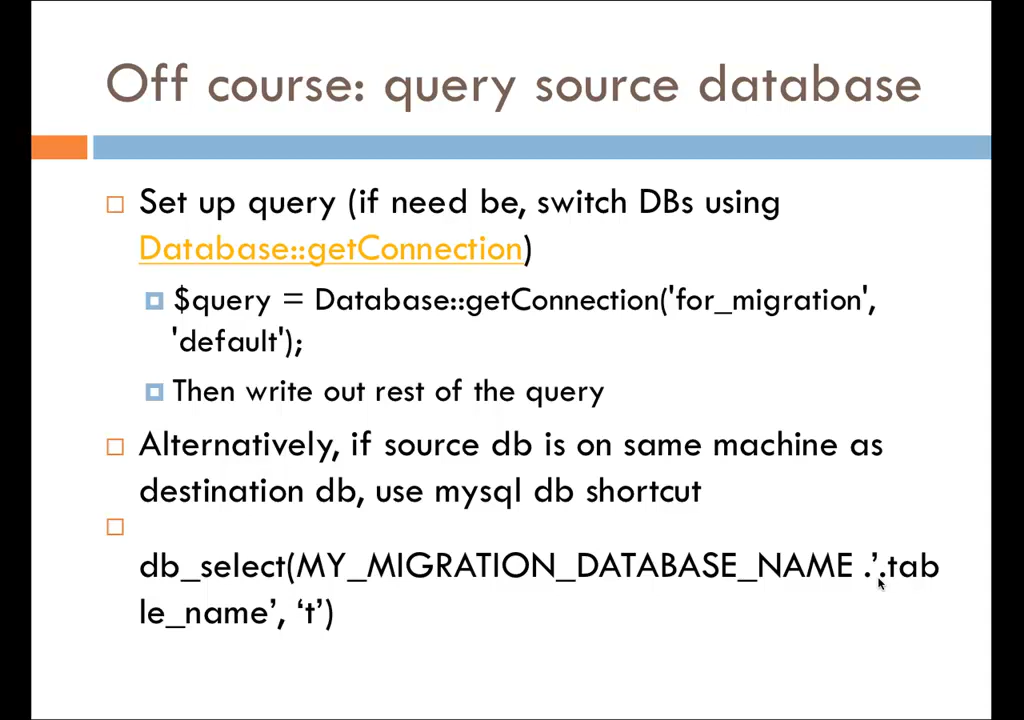 Off course: query source database
Set up query (if need be, switch DBs using
Database::getConnection)
$query = Database::getConnection('for_migration',
'default');
Then write out rest of the query
Alternatively, if source db is on same machine as
destination db, use mysql db shortcut
db_select(MY_MIGRATION_DATABASE_NAME .’.tab
le_name’, ‘t’)